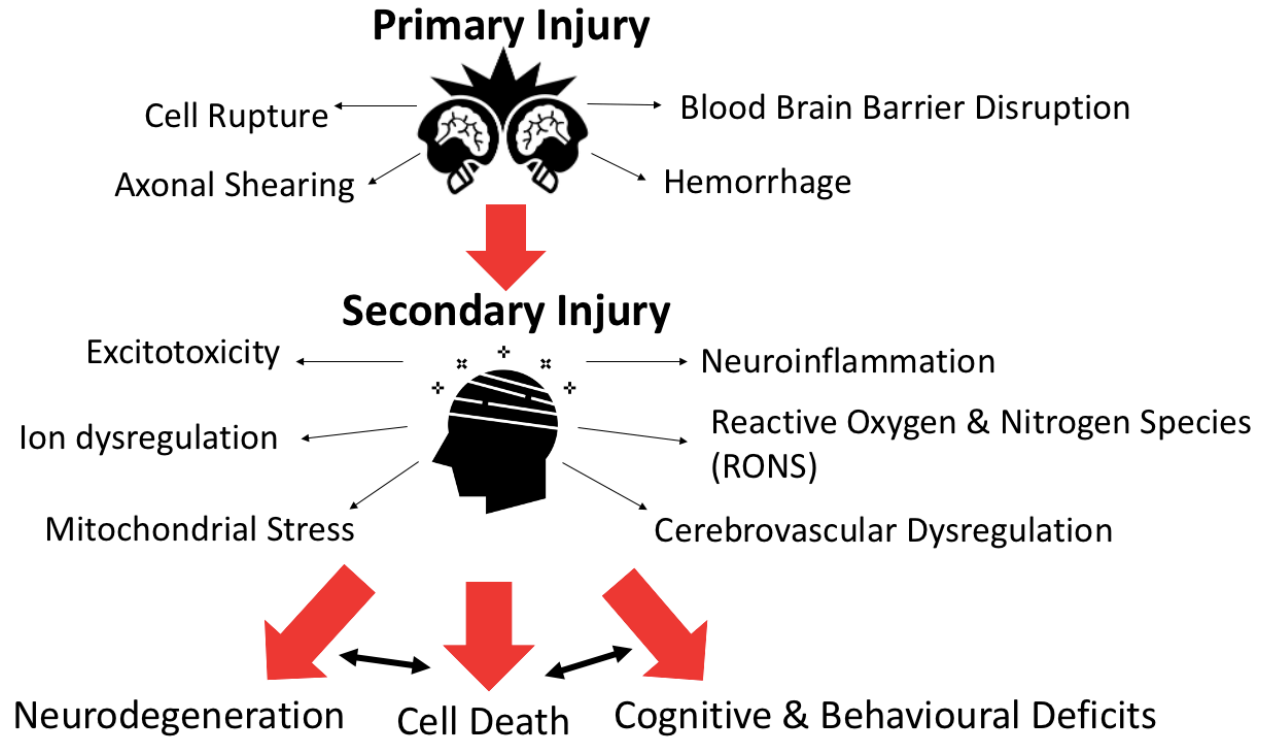 Primary Injury
Cell Rupture
Blood Brain Barrier Disruption
Axonal Shearing
Hemorrhage
Secondary Injury
Excitotoxicity
Neuroinflammation
Ion dysregulation
Reactive Oxygen & Nitrogen Species
(RONS)
Mitochondrial Stress
Cerebrovascular Dysregulation
Neurodegeneration
Cell Death
Cognitive & Behavioural Deficits